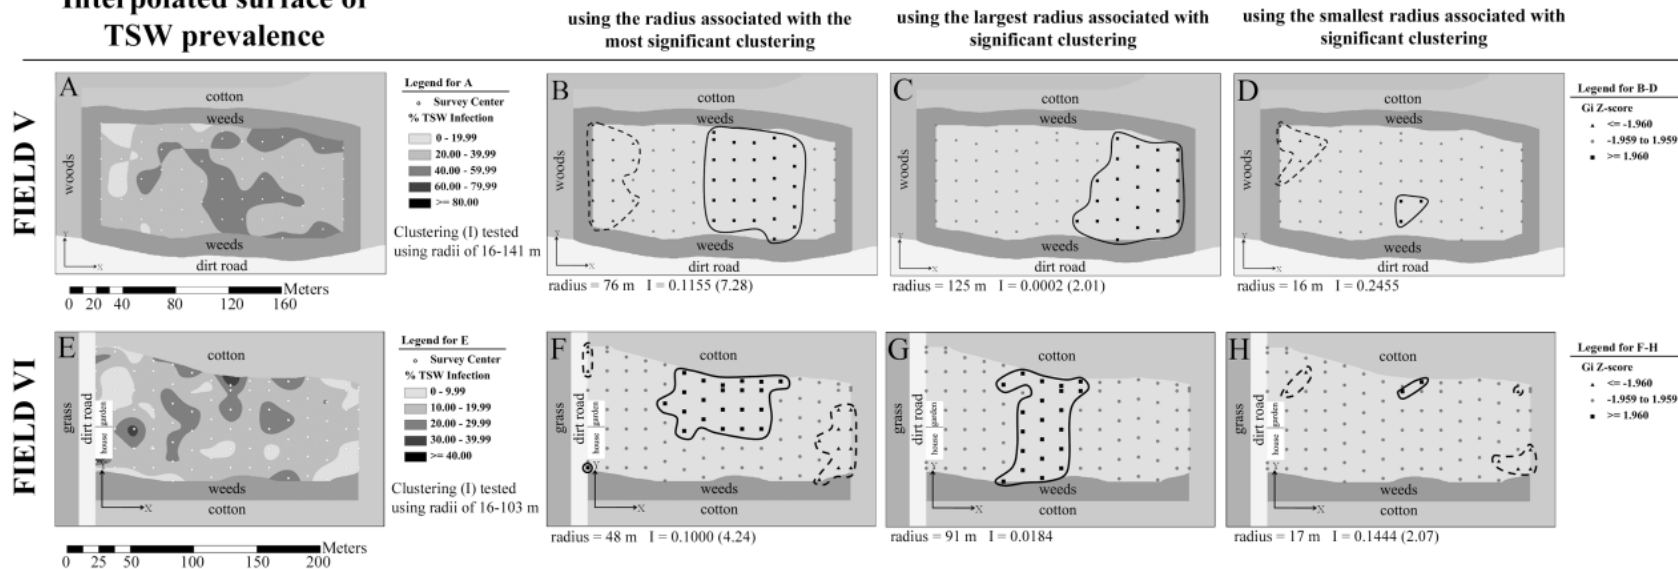 TSW prevalence
using the radius associated with the
most significant clustering
using the largest radius associated with
significant clustering
using the smallest radius associated with
significant clustering
FIELD V
A
cotton
weeds
woods
weeds
dirt road
Y
X
Legend for A
Survey Center
% TSW Infection
0 - 19.99
20.00 - 39.99
40.00 - 59.99
60.00 - 79.99
>= 80.00
Clustering (I) tested
using radii of 16-141 m
Meters
0 20 40 80 120 160
B
cotton
weeds
woods
weeds
dirt road
Y
X
radius = 76 m I = 0.1155 (7.28)
C
cotton
weeds
woods
weeds
dirt road
Y
X
radius = 125 m I = 0.0002 (2.01)
D
cotton
weeds
woods
weeds
dirt road
Y
X
radius = 16 m I = 0.2455
Legend for B-D
Gi Z-score
<= -1.960
-1.959 to 1.959
>= 1.960
FIELD VI
E
cotton
grass
dirt road
garden
house
weeds
cotton
Y
X
Legend for E
Survey Center
% TSW Infection
0 - 9.99
10.00 - 19.99
20.00 - 29.99
30.00 - 39.99
>= 40.00
Clustering (I) tested
using radii of 16-103 m
Meters
0 25 50 100 150 200
F
cotton
grass
dirt road
garden
house
weeds
cotton
Y
X
radius = 48 m I = 0.1000 (4.24)
G
cotton
grass
dirt road
garden
house
weeds
cotton
Y
X
radius = 91 m I = 0.0184
H
cotton
grass
dirt road
garden
house
weeds
cotton
Y
X
radius = 17 m I = 0.1444 (2.07)
Legend for F-H
Gi Z-score
<= -1.960
-1.959 to 1.959
>= 1.960